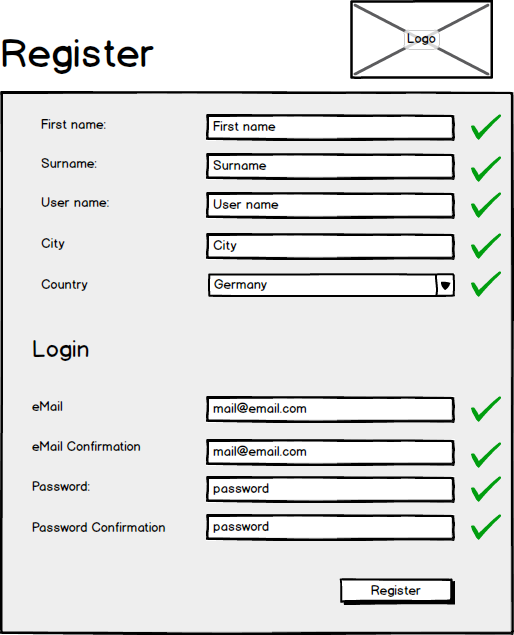 Logo
Register
First name: First name
Surname: Surname
User name: User name
City City
Country Germany
Login
eMail mail@email.com
eMail Confirmation mail@email.com
Password: password
Password Confirmation password
Register